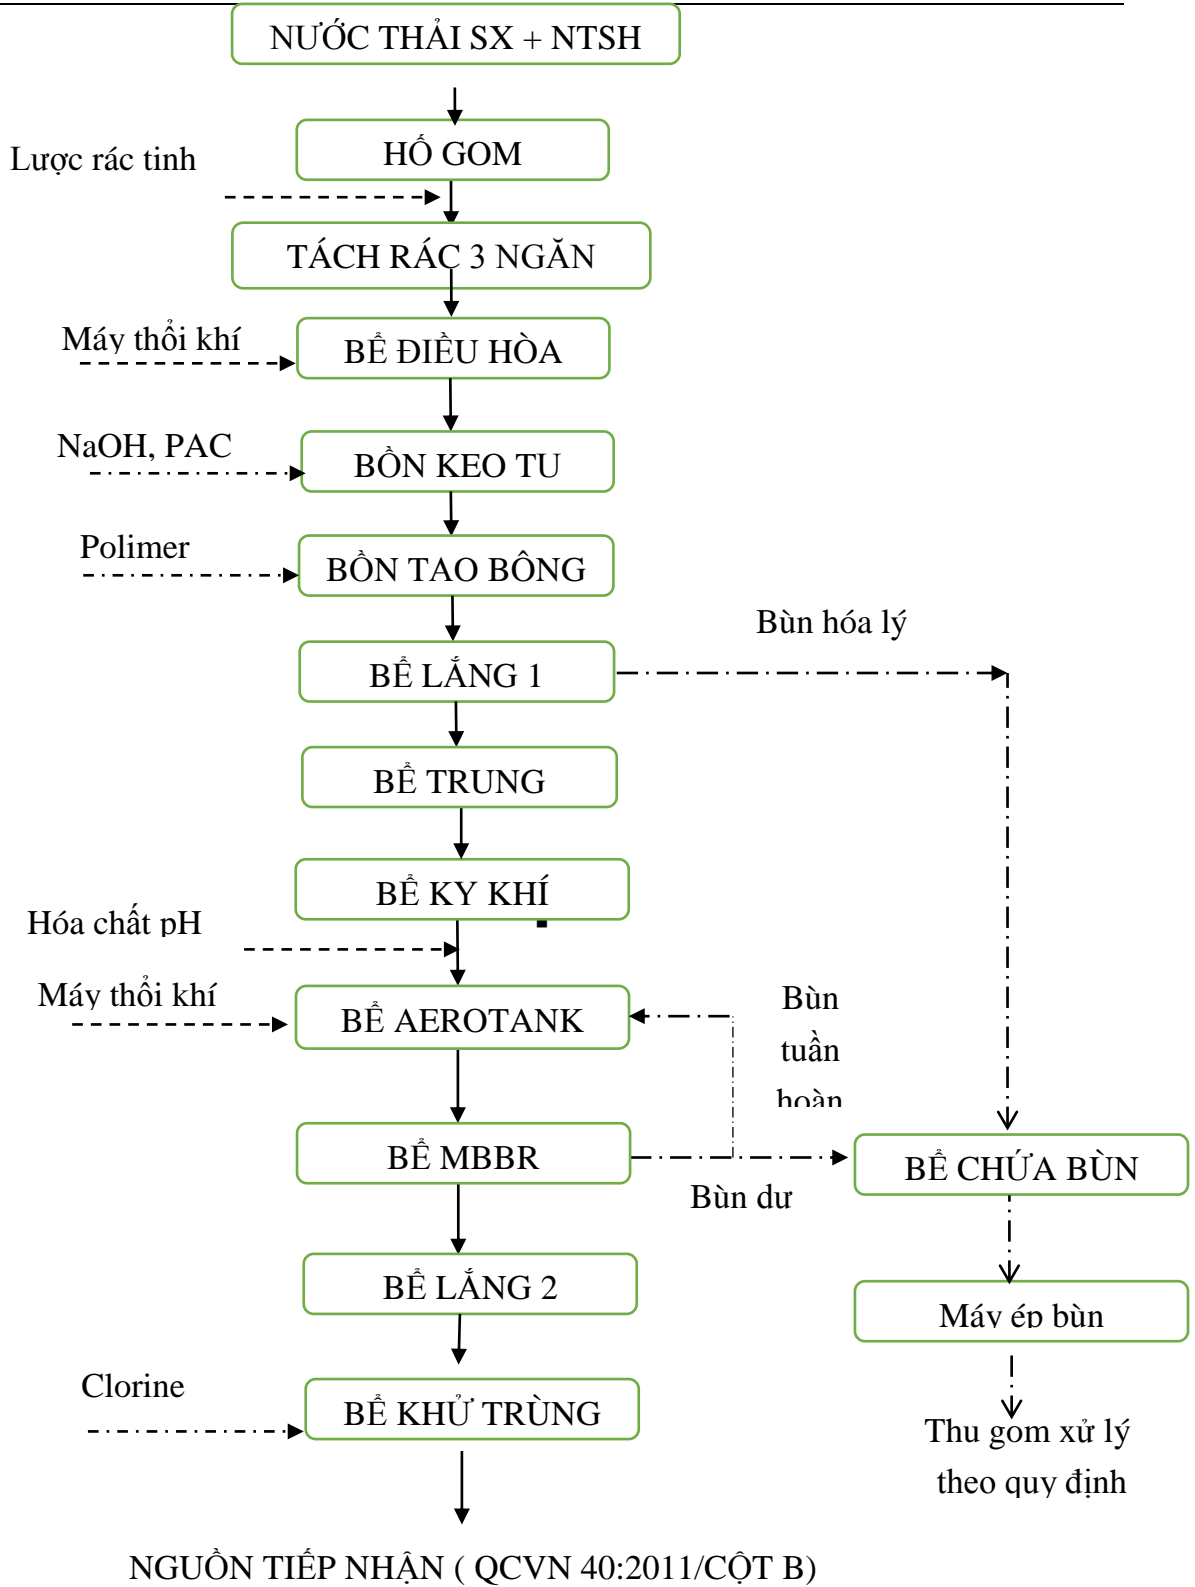 NƯỚC THẢI SX + NTSH
HỐ GOM
Lược rác tinh
TÁCH RÁC 3 NGĂN
Máy thổi khí
BỂ ĐIỀU HÒA
NaOH, PAC
BỒN KEO TU
Polimer
BỒN TAO BÔNG
Bùn hóa lý
BỂ LẮNG 1
BỂ TRUNG
BỂ KY KHÍ
Hóa chất pH
Máy thổi khí
BỂ AEROTANK
Bùn
tuần
hoàn
BỂ MBBR
BỂ CHỨA BÙN
Bùn dư
BỂ LẮNG 2
Máy ép bùn
Clorine
BỂ KHỬ TRÙNG
Thu gom xử lý
theo quy định
NGUỒN TIẾP NHẬN ( QCVN 40:2011/CỘT B)